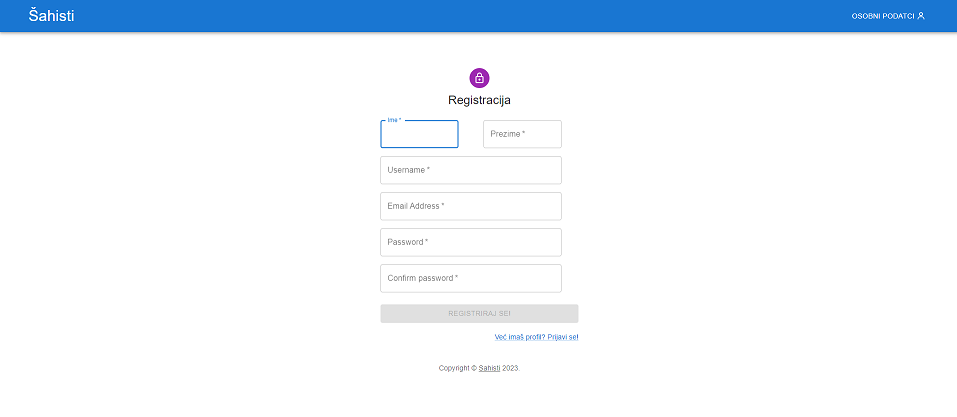 Šahisti
OSOBNI PODATCI
Registracija
Ime *
Prezime *
Username *
Email Address *
Password *
Confirm password *
REGISTRIRAJ SE!
Već imaš profil? Prijavi se!
Copyright © Sahisti 2023.